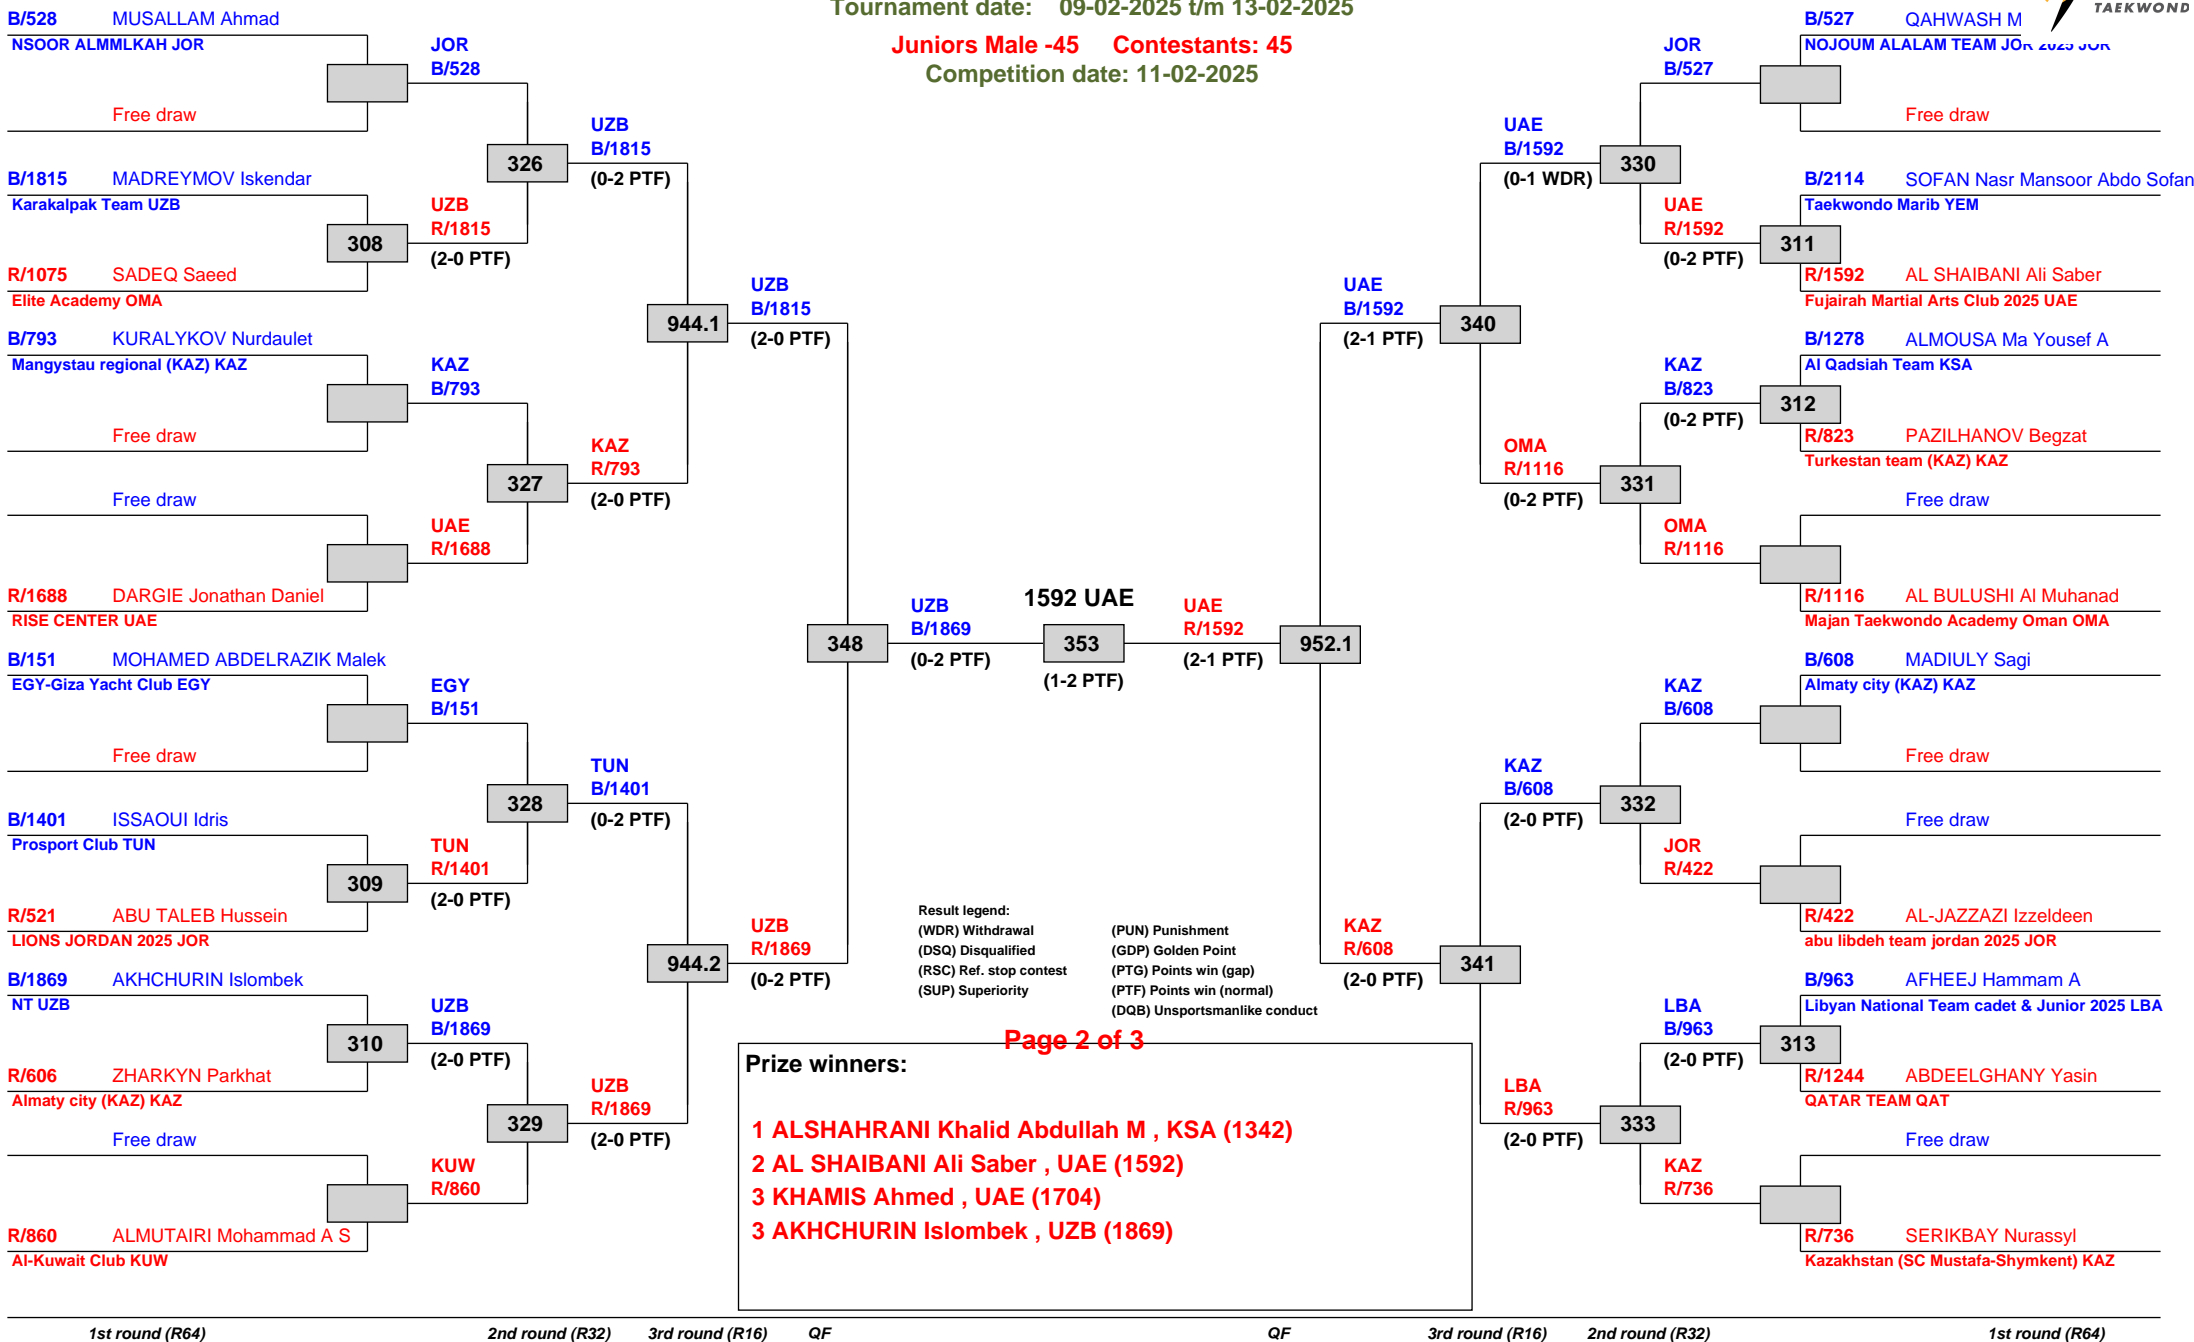 Tournament date: 09-02-2025 t/m 13-02-2025
Juniors Male -45 Contestants: 45
Competition date: 11-02-2025
TAEKWOND
B/528 MUSALLAM Ahmad
NSOOR ALMMLKAH JOR
Free draw
B/1815 MADREYMOV Iskendar
Karakalpak Team UZB
308
R/1075 SADEQ Saeed
Elite Academy OMA
B/793 KURALYKOV Nurdaulet
Mangystau regional (KAZ) KAZ
Free draw
Free draw
R/1688 DARGIE Jonathan Daniel
RISE CENTER UAE
B/151 MOHAMED ABDELRAZIK Malek
EGY-Giza Yacht Club EGY
Free draw
B/1401 ISSAOUI Idris
Prosport Club TUN
309
R/521 ABU TALEB Hussein
LIONS JORDAN 2025 JOR
B/1869 AKHCHURIN Islombek
NT UZB
310
R/606 ZHARKYN Parkhat
Almaty city (KAZ) KAZ
Free draw
R/860 ALMUTAIRI Mohammad A S
Al-Kuwait Club KUW
JOR
B/528
326
UZB
R/1815
(2-0 PTF)
KAZ
B/793
327
UAE
R/1688
EGY
B/151
328
TUN
R/1401
(2-0 PTF)
UZB
B/1869
(2-0 PTF)
329
KUW
R/860
UZB
B/1815
(0-2 PTF)
944.1
KAZ
R/793
(2-0 PTF)
TUN
B/1401
(0-2 PTF)
944.2
UZB
R/1869
(2-0 PTF)
UZB
B/1815
(2-0 PTF)
348
UZB
R/1869
(0-2 PTF)
UZB
B/1869
(0-2 PTF)
1592 UAE
353
(1-2 PTF)
UAE
R/1592
(2-1 PTF)
952.1
UAE
B/1592
(2-1 PTF)
340
KAZ
R/608
(2-0 PTF)
341
UAE
B/1592
(0-1 WDR)
330
OMA
R/1116
(0-2 PTF)
331
KAZ
B/608
(2-0 PTF)
332
LBA
R/963
(2-0 PTF)
333
JOR
B/527
UAE
R/1592
(0-2 PTF)
311
KAZ
B/823
(0-2 PTF)
312
OMA
R/1116
KAZ
B/608
JOR
R/422
LBA
B/963
(2-0 PTF)
313
KAZ
R/736
B/527 QAHWASH M
NOJOUM ALALAM TEAM JOR 2025 JOR
Free draw
B/2114 SOFAN Nasr Mansoor Abdo Sofan
Taekwondo Marib YEM
R/1592 AL SHAIBANI Ali Saber
Fujairah Martial Arts Club 2025 UAE
B/1278 ALMOUSA Ma Yousef A
Al Qadsiah Team KSA
R/823 PAZILHANOV Begzat
Turkestan team (KAZ) KAZ
Free draw
R/1116 AL BULUSHI Al Muhanad
Majan Taekwondo Academy Oman OMA
B/608 MADIULY Sagi
Almaty city (KAZ) KAZ
Free draw
Free draw
R/422 AL-JAZZAZI Izzeldeen
abu libdeh team jordan 2025 JOR
B/963 AFHEEJ Hammam A
Libyan National Team cadet & Junior 2025 LBA
R/1244 ABDEELGHANY Yasin
QATAR TEAM QAT
Free draw
R/736 SERIKBAY Nurassyl
Kazakhstan (SC Mustafa-Shymkent) KAZ
Result legend:
(WDR) Withdrawal (PUN) Punishment
(DSQ) Disqualified (GDP) Golden Point
(RSC) Ref. stop contest (PTG) Points win (gap)
(SUP) Superiority (PTF) Points win (normal)
(DQB) Unsportsmanlike conduct
Page 2 of 3
Prize winners:
1 ALSHAHRANI Khalid Abdullah M , KSA (1342)
2 AL SHAIBANI Ali Saber , UAE (1592)
3 KHAMIS Ahmed , UAE (1704)
3 AKHCHURIN Islombek , UZB (1869)
1st round (R64) 2nd round (R32) 3rd round (R16) QF QF 3rd round (R16) 2nd round (R32) 1st round (R64)